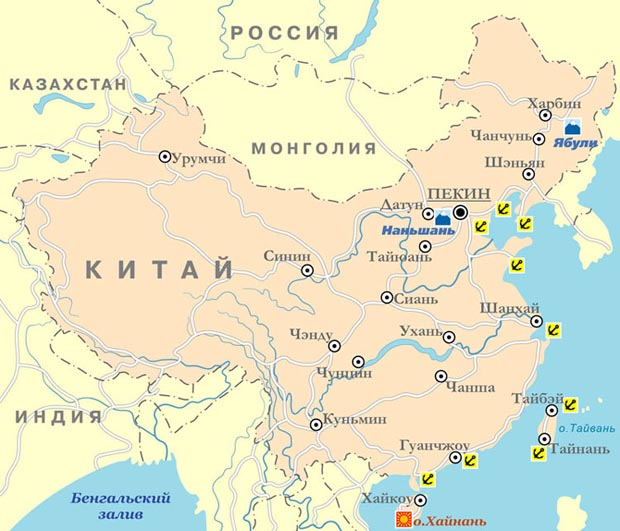 РОССИЯ
КАЗАХСТАН
Харбин
Чанчунь
Ябули
МОНГОЛИЯ
Урумчи
Шэньян
ПЕКИН
Датун
Наньшань
Тайюань
Синин
КИТАЙ
Сиань
Шанхай
Ухань
Чэнду
Чунцин
Чанша
Тайбэй
ИНДИЯ
Куньмин
о.Тайвань
Гуанчжоу
Тайнань
Бенгальский
залив
Хайкоу
о.Хайнань